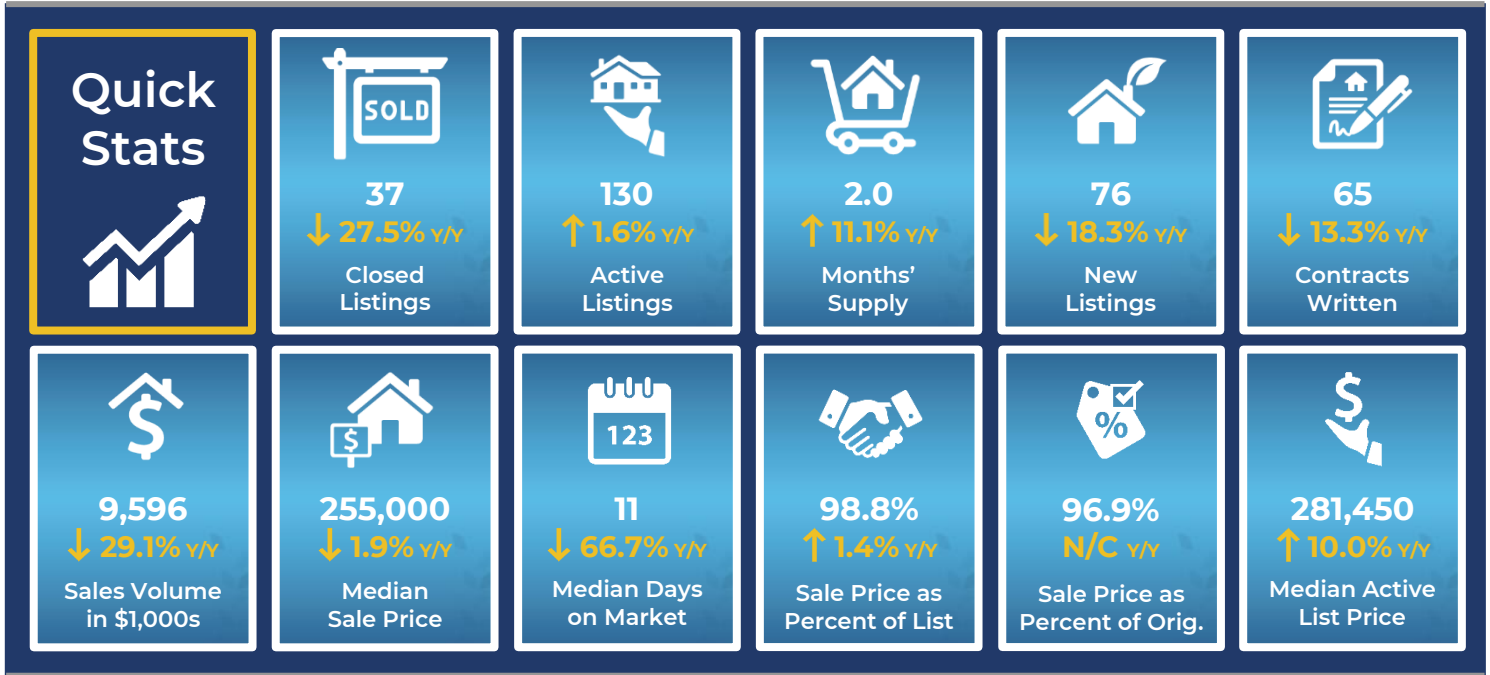 Quick
Stats
SOLD
37
↓ 27.5% Y/Y
Closed
Listings
130
↑ 1.6% Y/Y
Active
Listings
2.0
↑ 11.1% Y/Y
Months’
Supply
76
↓ 18.3% Y/Y
New
Listings
65
↓ 13.3% Y/Y
Contracts
Written
$
9,596
↓ 29.1% Y/Y
Sales Volume
in $1,000s
$
255,000
↓ 1.9% Y/Y
Median
Sale Price
123
11
↓ 66.7% Y/Y
Median Days
on Market
98.8%
↑ 1.4% Y/Y
Sale Price as
Percent of List
%
96.9%
N/C Y/Y
Sale Price as
Percent of Orig.
$
281,450
↑ 10.0% Y/Y
Median Active
List Price